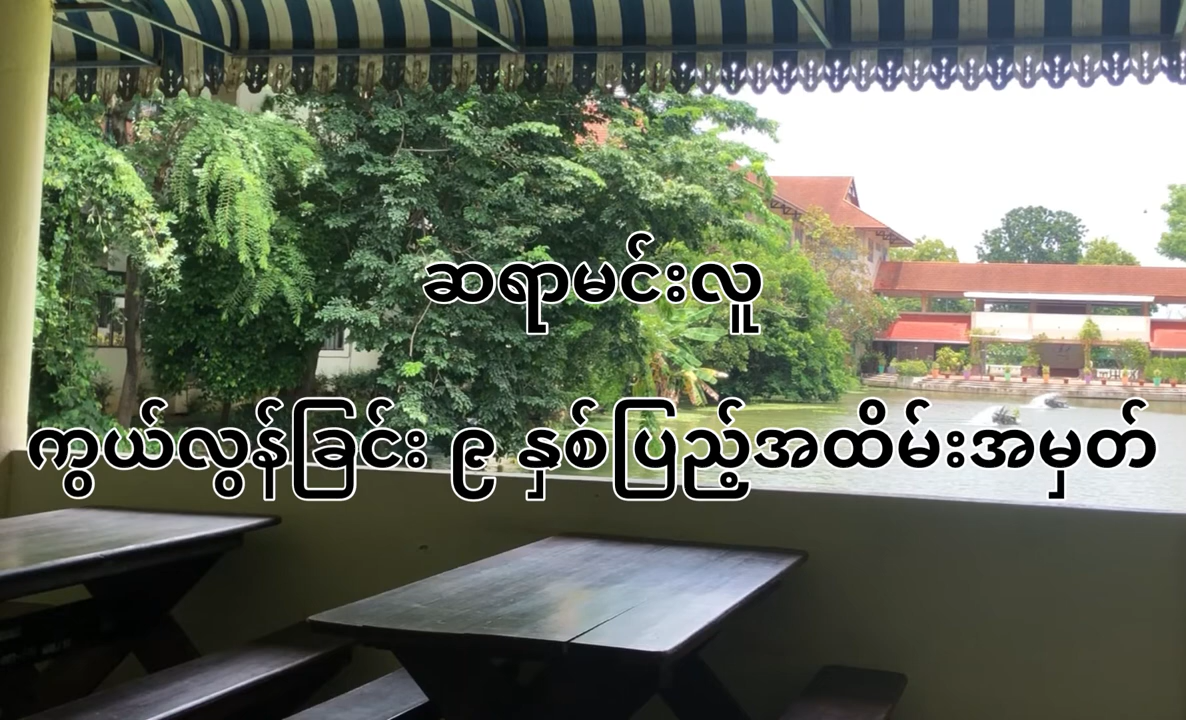 ဆရာမင်းလူ
ကွယ်လွန်ခြင်း ၉ နှစ်ပြည့်အထိမ်းအမှတ်